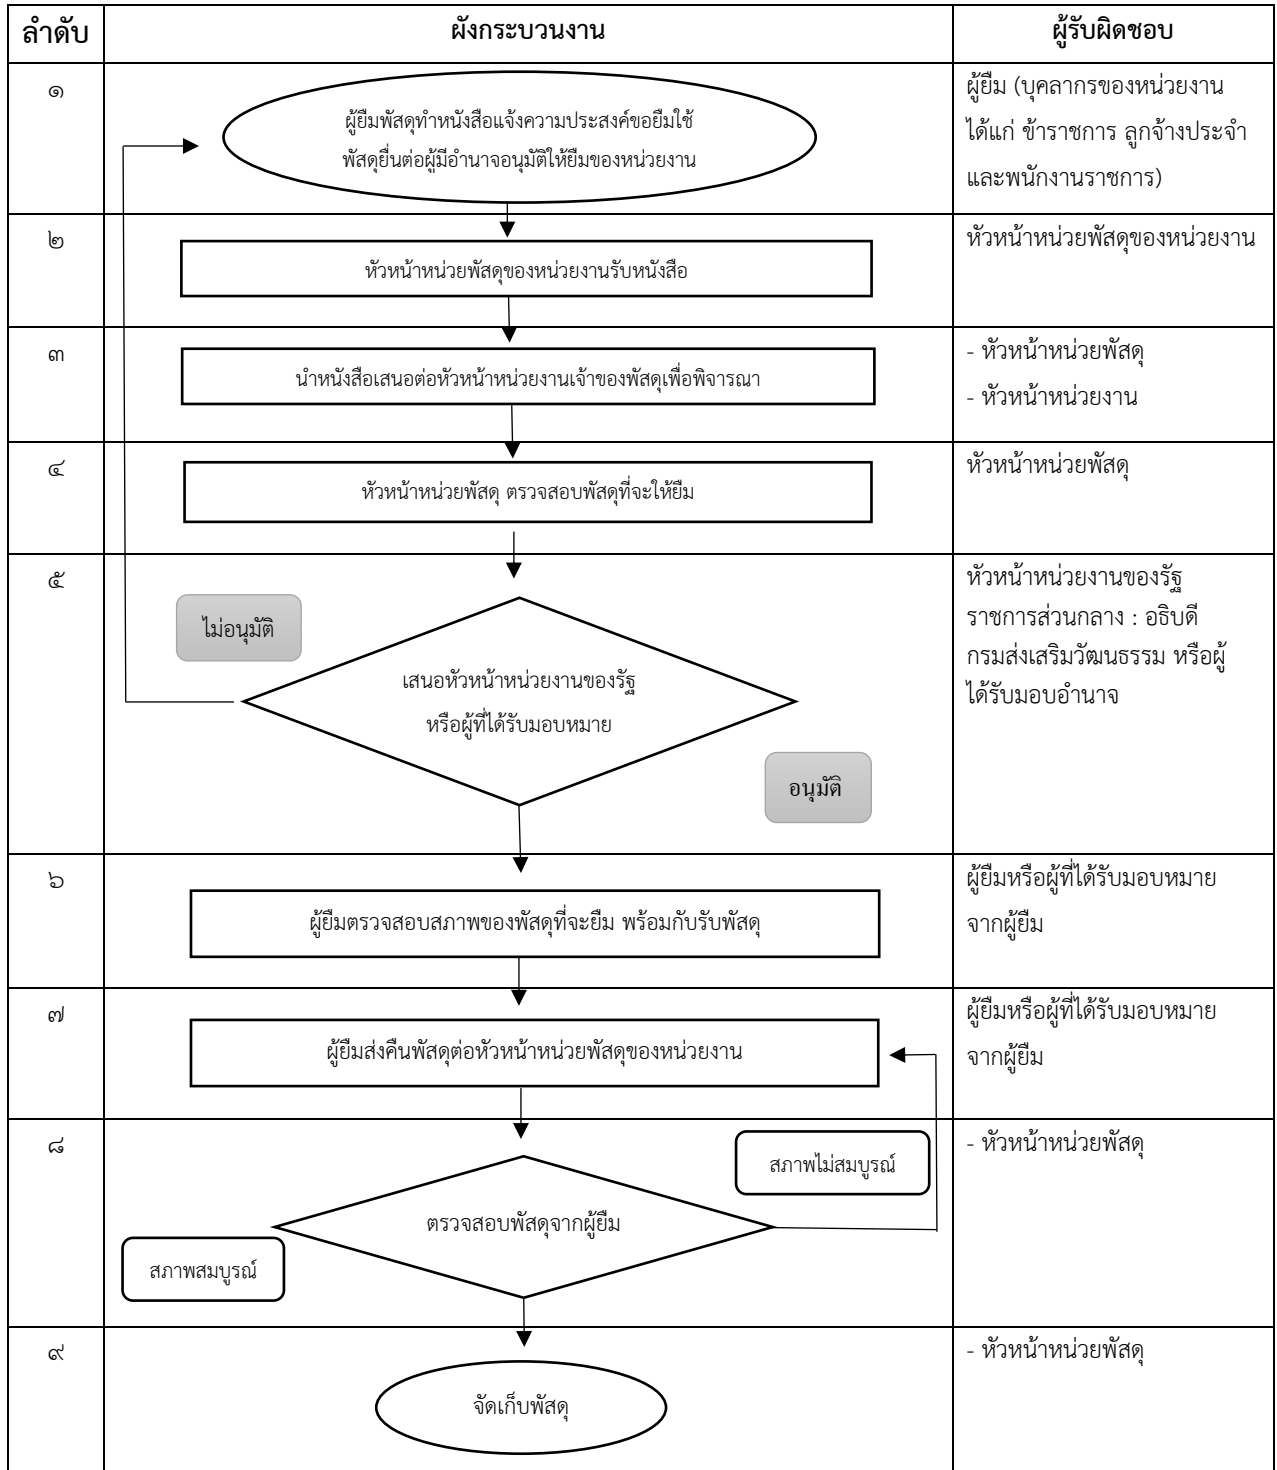 ลำดับ ผังกระบวนงาน ผู้รับผิดชอบ
๑
ผู้ยืมพัสดุทำหนังสือแจ้งความประสงค์ขอยืมใช้
พัสดุยื่นต่อผู้มีอำนาจอนุมัติให้ยืมของหน่วยงาน
ผู้ยืม (บุคลากรของหน่วยงาน
ได้แก่ ข้าราชการ ลูกจ้างประจำ
และพนักงานราชการ)
๒
หัวหน้าหน่วยพัสดุของหน่วยงานรับหนังสือ
หัวหน้าหน่วยพัสดุของหน่วยงาน
๓
นำหนังสือเสนอต่อหัวหน้าหน่วยงานเจ้าของพัสดุเพื่อพิจารณา
- หัวหน้าหน่วยพัสดุ
- หัวหน้าหน่วยงาน
๔
หัวหน้าหน่วยพัสดุ ตรวจสอบพัสดุที่จะให้ยืม
หัวหน้าหน่วยพัสดุ
๕
ไม่อนุมัติ
เสนอหัวหน้าหน่วยงานของรัฐ
หรือผู้ที่ได้รับมอบหมาย
อนุมัติ
หัวหน้าหน่วยงานของรัฐ
ราชการส่วนกลาง : อธิบดี
กรมส่งเสริมวัฒนธรรม หรือผู้
ได้รับมอบอำนาจ
๖
ผู้ยืมตรวจสอบสภาพของพัสดุที่จะยืม พร้อมกับรับพัสดุ
ผู้ยืมหรือผู้ที่ได้รับมอบหมาย
จากผู้ยืม
๗
ผู้ยืมส่งคืนพัสดุต่อหัวหน้าหน่วยพัสดุของหน่วยงาน
ผู้ยืมหรือผู้ที่ได้รับมอบหมาย
จากผู้ยืม
๘
สภาพไม่สมบูรณ์
ตรวจสอบพัสดุจากผู้ยืม
สภาพสมบูรณ์
- หัวหน้าหน่วยพัสดุ
๙
จัดเก็บพัสดุ
- หัวหน้าหน่วยพัสดุ